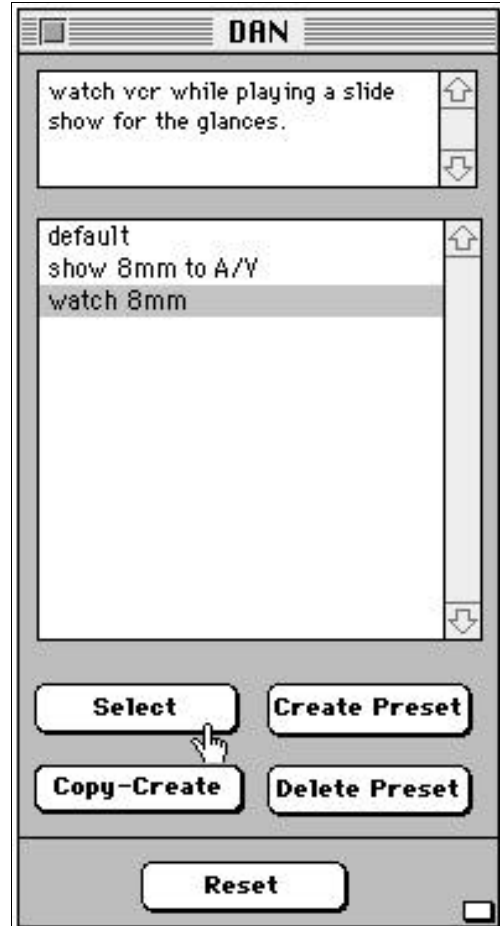 DAN
watch vcr while playing a slide
show for the glances.
default
show 8mm to A/V
watch 8mm
Select
Create Preset
Copy-Create
Delete Preset
Reset